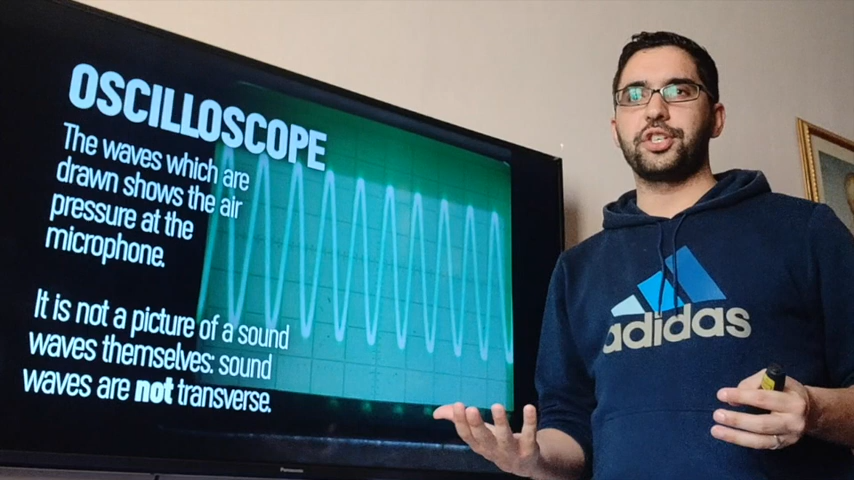 OSCILLOSCOPE
The waves which are
drawn shows the air
pressure at the
microphone.
It is not a picture of a sound
waves themselves: sound
waves are not transverse.
Panasonic
adidas